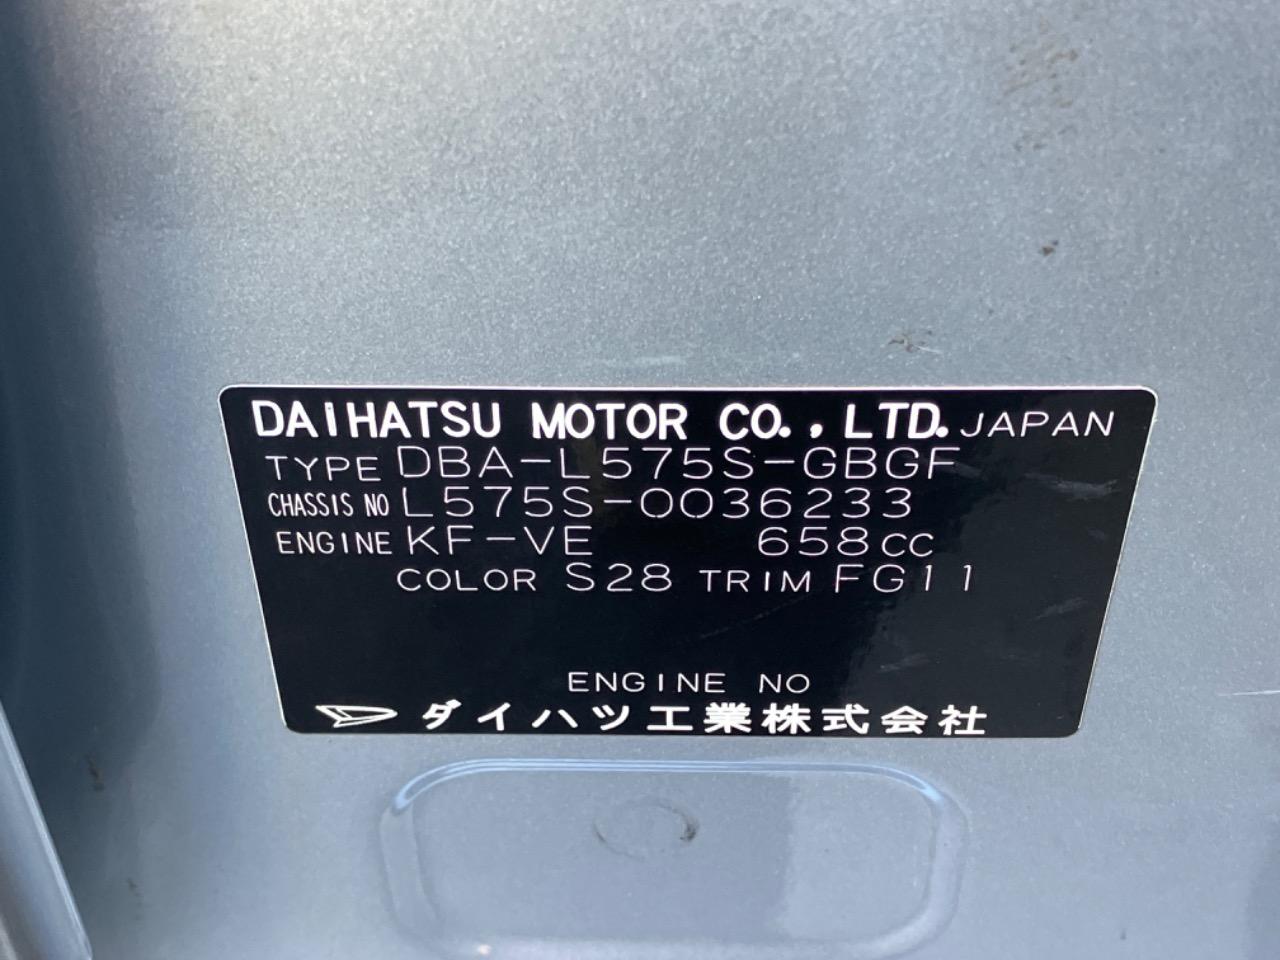 DAIHATSU MOTOR CO., LTD. JAPAN
TYPE DBA-L575S-GBGF
CHASSIS NO L575S-0036233
ENGINE KF-VE 658CC
COLOR S28 TRIM FG11
ENGINE NO
ダイハツ工業株式会社